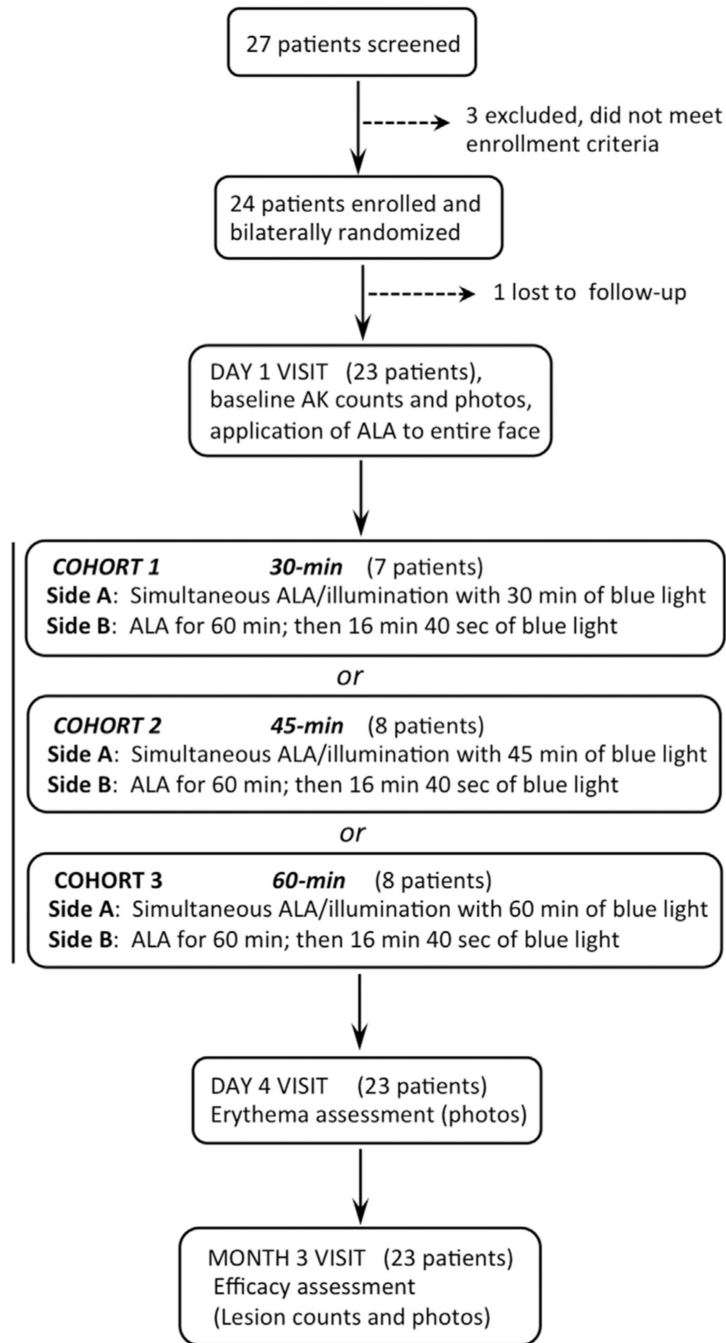 27 patients screened
3 excluded, did not meet
enrollment criteria
24 patients enrolled and
bilaterally randomized
1 lost to follow-up
DAY 1 VISIT (23 patients),
baseline AK counts and photos,
application of ALA to entire face
COHORT 1 30-min (7 patients)
Side A: Simultaneous ALA/illumination with 30 min of blue light
Side B: ALA for 60 min; then 16 min 40 sec of blue light
or
COHORT 2 45-min (8 patients)
Side A: Simultaneous ALA/illumination with 45 min of blue light
Side B: ALA for 60 min; then 16 min 40 sec of blue light
or
COHORT 3 60-min (8 patients)
Side A: Simultaneous ALA/illumination with 60 min of blue light
Side B: ALA for 60 min; then 16 min 40 sec of blue light
DAY 4 VISIT (23 patients)
Erythema assessment (photos)
MONTH 3 VISIT (23 patients)
Efficacy assessment
(Lesion counts and photos)